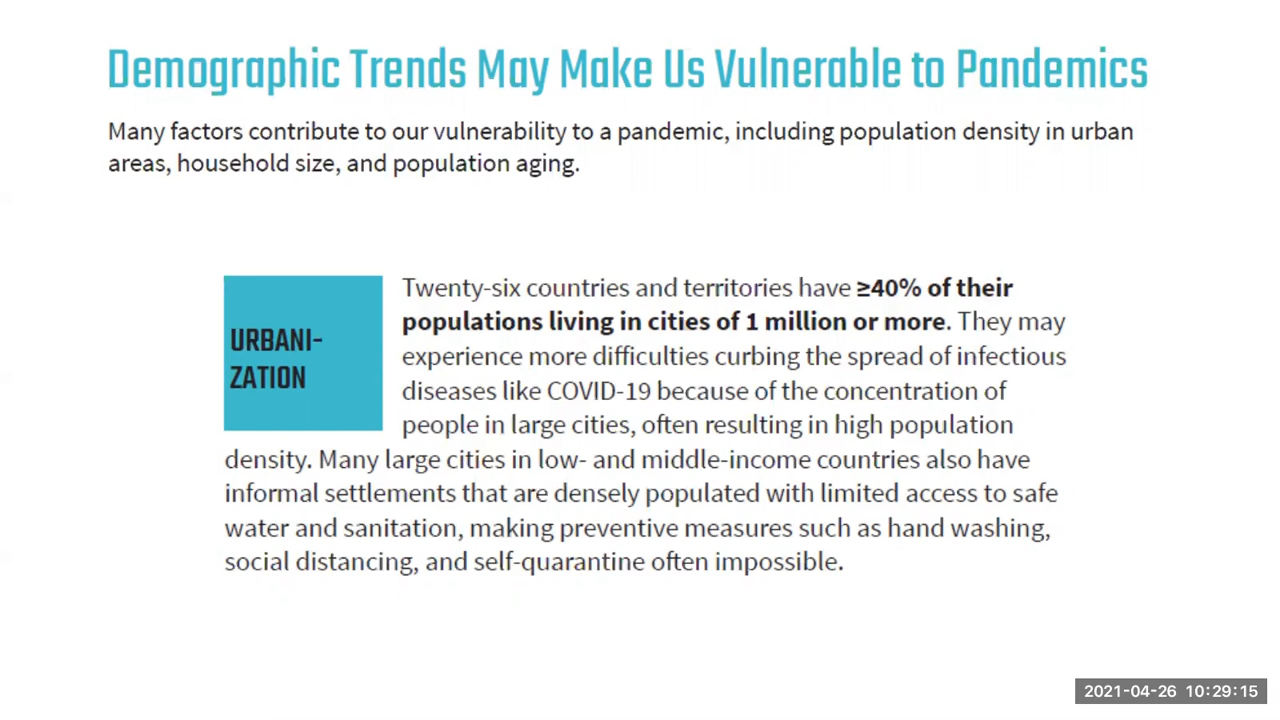 Demographic Trends May Make Us Vulnerable to Pandemics
Many factors contribute to our vulnerability to a pandemic, including population density in urban
areas, household size, and population aging.
URBANI-
ZATION
Twenty-six countries and territories have ≥40% of their
populations living in cities of 1 million or more. They may
experience more difficulties curbing the spread of infectious
diseases like COVID-19 because of the concentration of
people in large cities, often resulting in high population
density. Many large cities in low- and middle-income countries also have
informal settlements that are densely populated with limited access to safe
water and sanitation, making preventive measures such as hand washing,
social distancing, and self-quarantine often impossible.
2021-04-26 10:29:15